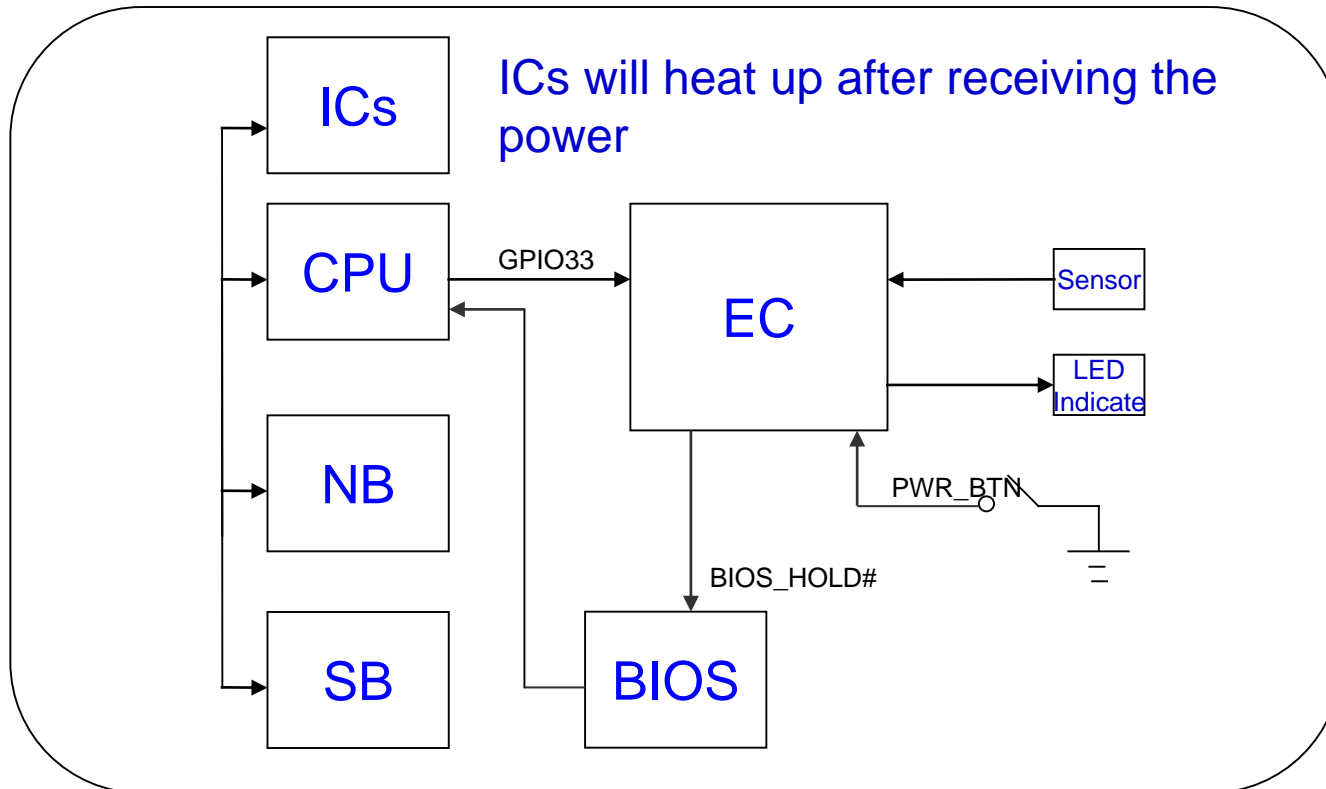 ICs will heat up after receiving the
power
ICs
CPU
GPIO33
EC
Sensor
LED
Indicate
NB
PWR_BTN
BIOS_HOLD#
SB
BIOS